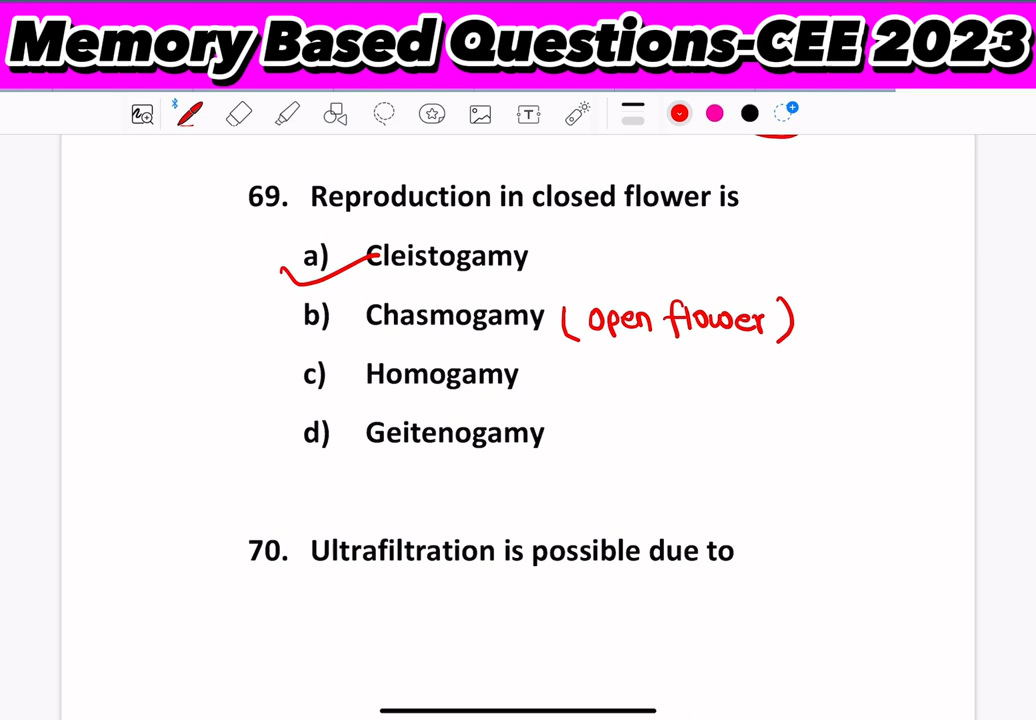 Memory Based Questions-CEE 2023
T
69. Reproduction in closed flower is
a) Cleistogamy
b) Chasmogamy (open flower)
c) Homogamy
d) Geitenogamy
70. Ultrafiltration is possible due to